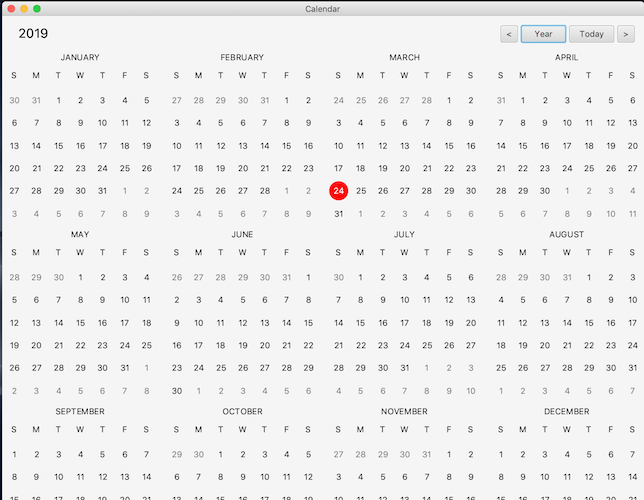 Calendar
2019 < Year Today >
JANUARY FEBRUARY MARCH APRIL
S M T W T F S S M T W T F S S M T W T F S S M T W T F S
30 31 1 2 3 4 5 27 28 29 30 31 1 2 24 25 26 27 28 1 2 31 1 2 3 4 5 6
6 7 8 9 10 11 12 3 4 5 6 7 8 9 3 4 5 6 7 8 9 7 8 9 10 11 12 13
13 14 15 16 17 18 19 10 11 12 13 14 15 16 10 11 12 13 14 15 16 14 15 16 17 18 19 20
20 21 22 23 24 25 26 17 18 19 20 21 22 23 17 18 19 20 21 22 23 21 22 23 24 25 26 27
27 28 29 30 31 1 2 24 25 26 27 28 1 2 24 25 26 27 28 29 30 28 29 30 1 2 3 4
3 4 5 6 7 8 9 3 4 5 6 7 8 9 31 1 2 3 4 5 6 5 6 7 8 9 10 11
MAY JUNE JULY AUGUST
S M T W T F S S M T W T F S S M T W T F S S M T W T F S
28 29 30 1 2 3 4 26 27 28 29 30 31 1 30 1 2 3 4 5 6 28 29 30 31 1 2 3
5 6 7 8 9 10 11 2 3 4 5 6 7 8 7 8 9 10 11 12 13 4 5 6 7 8 9 10
12 13 14 15 16 17 18 9 10 11 12 13 14 15 14 15 16 17 18 19 20 11 12 13 14 15 16 17
19 20 21 22 23 24 25 16 17 18 19 20 21 22 21 22 23 24 25 26 27 18 19 20 21 22 23 24
26 27 28 29 30 31 1 23 24 25 26 27 28 29 28 29 30 31 1 2 3 25 26 27 28 29 30 31
2 3 4 5 6 7 8 30 1 2 3 4 5 6 4 5 6 7 8 9 10 1 2 3 4 5 6 7
SEPTEMBER OCTOBER NOVEMBER DECEMBER
S M T W T F S S M T W T F S S M T W T F S S M T W T F S
1 2 3 4 5 6 7 29 30 1 2 3 4 5 27 28 29 30 31 1 2 1 2 3 4 5 6 7
8 9 10 11 12 13 14 6 7 8 9 10 11 12 3 4 5 6 7 8 9 8 9 10 11 12 13 14